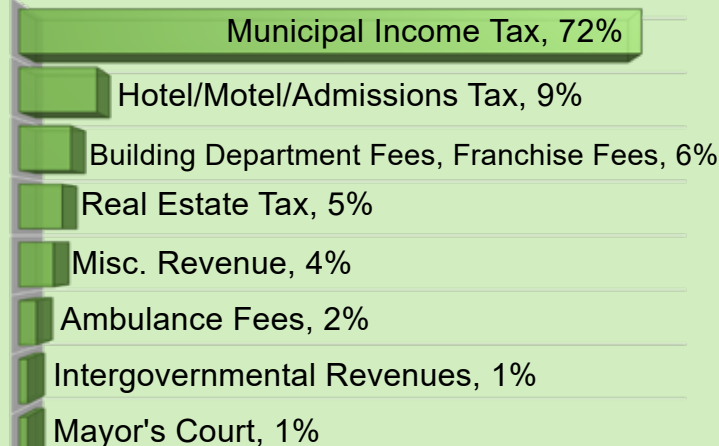 Municipal Income Tax, 72%
Hotel/Motel/Admissions Tax, 9%
Building Department Fees, Franchise Fees, 6%
Real Estate Tax, 5%
Misc. Revenue, 4%
Ambulance Fees, 2%
Intergovernmental Revenues, 1%
Mayor's Court, 1%